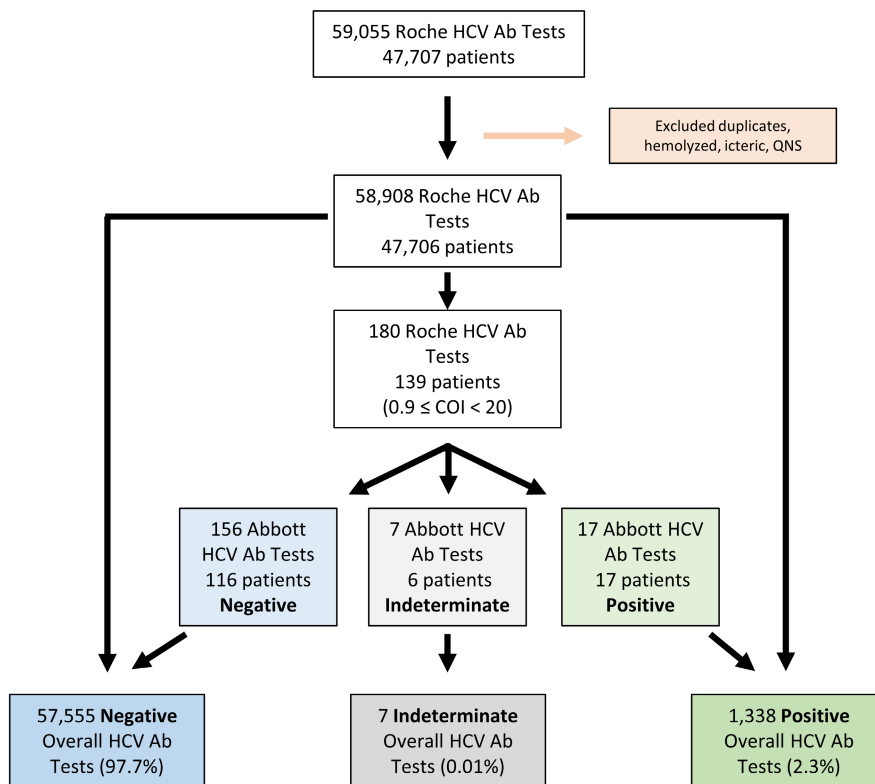 59,055 Roche HCV Ab Tests
47,707 patients
Excluded duplicates,
hemolyzed, icteric, QNS
58,908 Roche HCV Ab
Tests
47,706 patients
180 Roche HCV Ab
Tests
139 patients
(0.9 ≤ COI < 20)
156 Abbott
HCV Ab Tests
116 patients
Negative
7 Abbott HCV
Ab Tests
6 patients
Indeterminate
17 Abbott HCV
Ab Tests
17 patients
Positive
57,555 Negative
Overall HCV Ab
Tests (97.7%)
7 Indeterminate
Overall HCV Ab
Tests (0.01%)
1,338 Positive
Overall HCV Ab
Tests (2.3%)